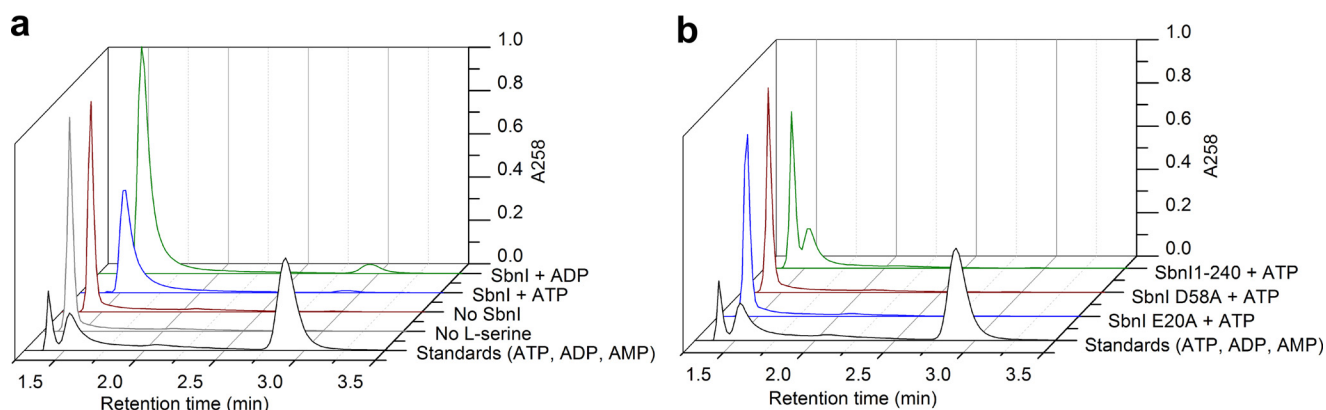 a
1.0
0.8
0.6
0.4
0.2
0.0
A258
SbnI + ADP
SbnI + ATP
No SbnI
No L-serine
Standards (ATP, ADP, AMP)
1.5 2.0 2.5 3.0 3.5
Retention time (min)
b
1.0
0.8
0.6
0.4
0.2
0.0
A258
SbnI1-240 + ATP
SbnI D58A + ATP
SbnI E20A + ATP
Standards (ATP, ADP, AMP)
1.5 2.0 2.5 3.0 3.5
Retention time (min)